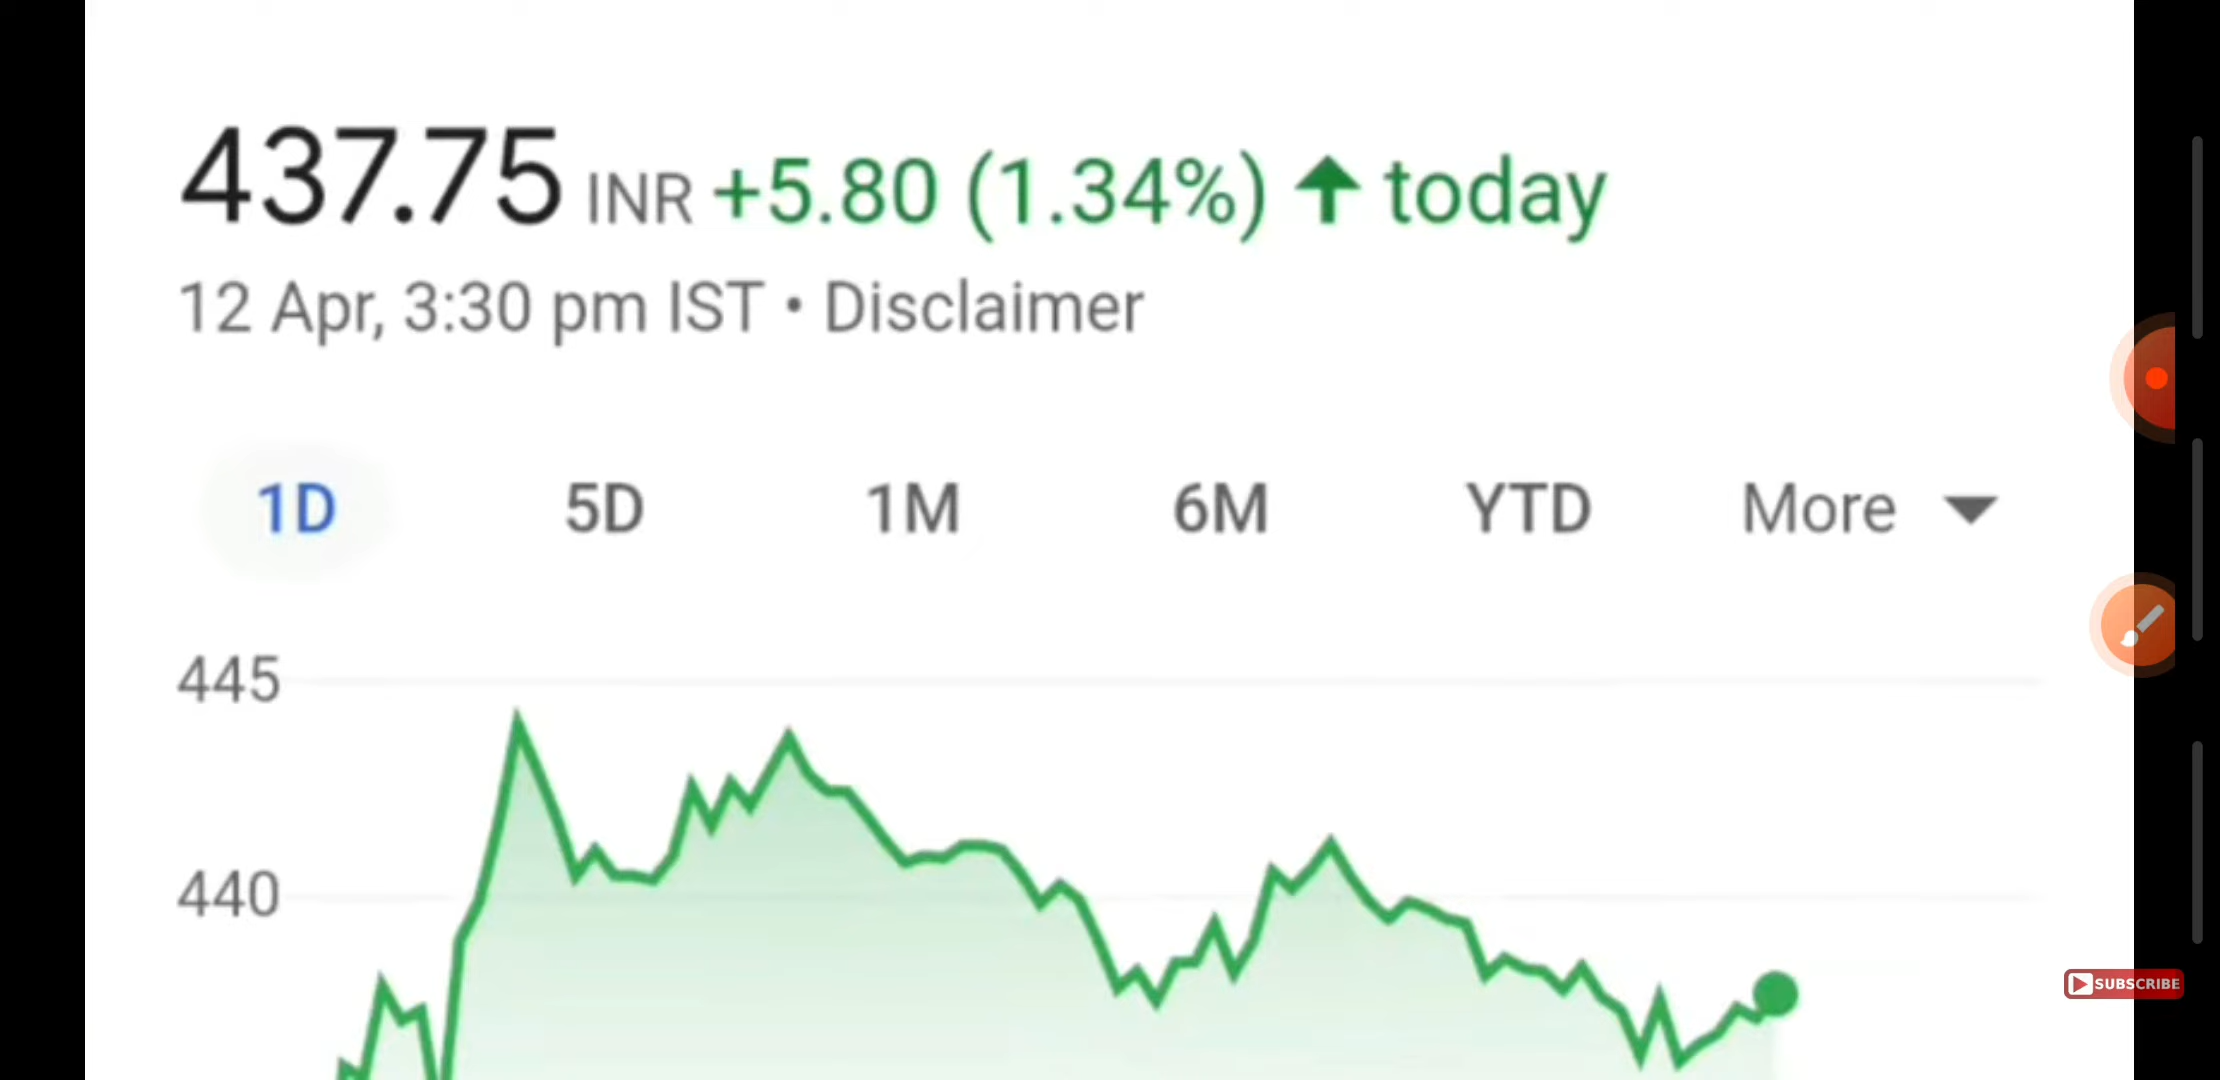 437.75 INR +5.80 (1.34%) ↑ today
12 Apr, 3:30 pm IST • Disclaimer
1D 5D 1M 6M YTD More
445
440
SUBSCRIBE